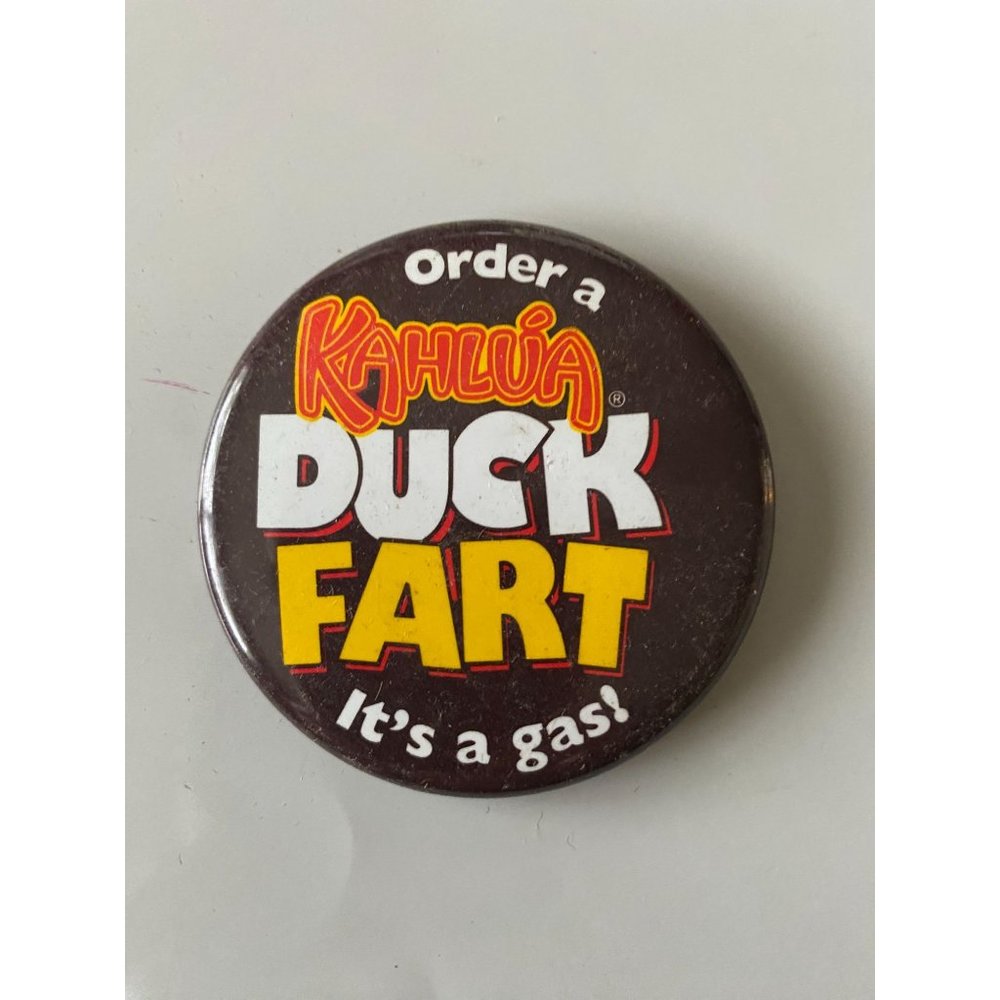 Order a
KAHLÚA®
DUCK
FART
It's a gas!